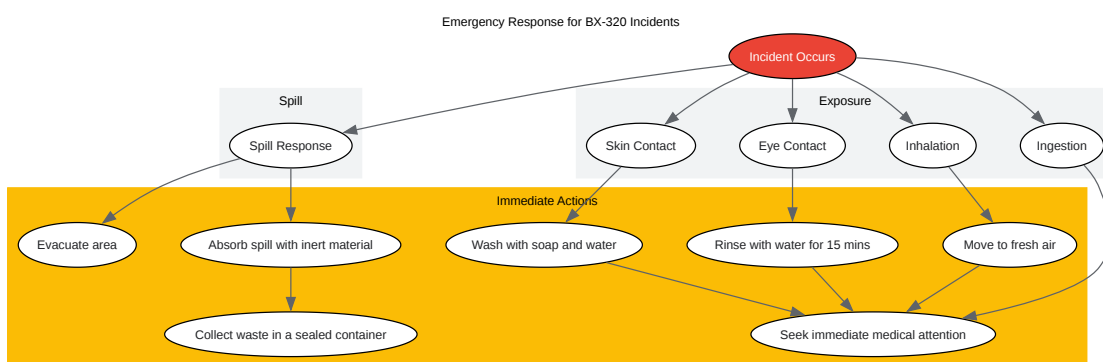 Emergency Response for BX-320 Incidents
Incident Occurs
Spill
Exposure
Spill Response
Skin Contact
Eye Contact
Inhalation
Ingestion
Immediate Actions
Evacuate area
Absorb spill with inert material
Wash with soap and water
Rinse with water for 15 mins
Move to fresh air
Collect waste in a sealed container
Seek immediate medical attention